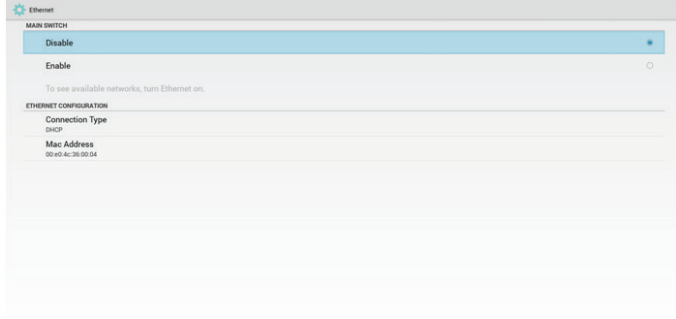 Ethernet
MAIN SWITCH
Disable
Enable
To see available networks, turn Ethernet on.
ETHERNET CONFIGURATION
Connection Type
DHCP
Mac Address
00:e0:4c:36:00:04